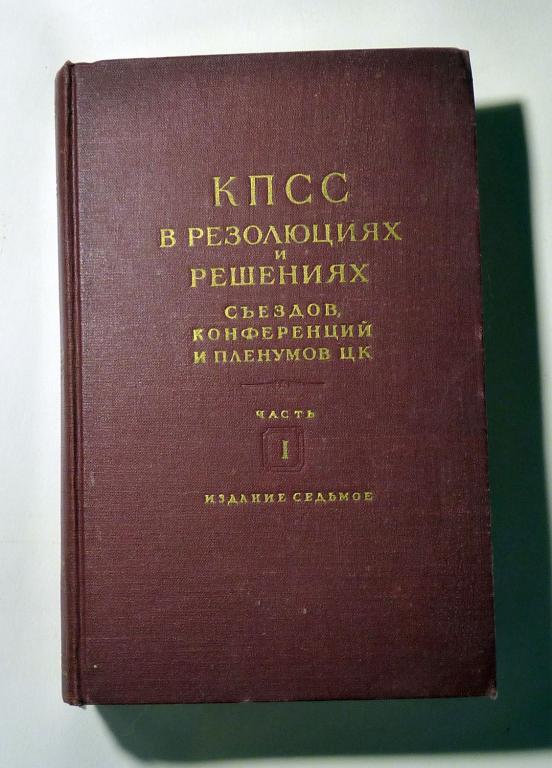 КПСС
В РЕЗОЛЮЦИЯХ
И
РЕШЕНИЯХ
СЪЕЗДОВ,
КОНФЕРЕНЦИЙ
И ПЛЕНУМОВ ЦК
ЧАСТЬ
I
ИЗДАНИЕ СЕДЬМОЕ